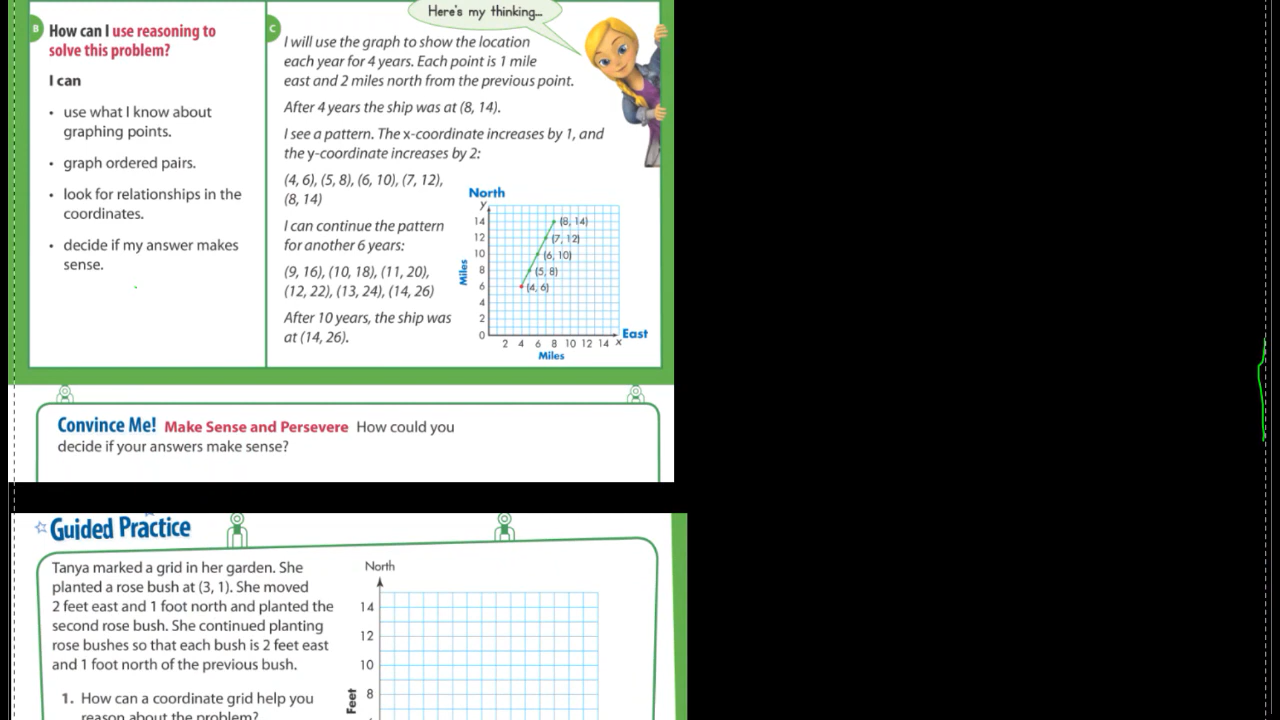 Here's my thinking...
B
How can I use reasoning to
solve this problem?
I can
• use what I know about
graphing points.
• graph ordered pairs.
• look for relationships in the
coordinates.
• decide if my answer makes
sense.
C
I will use the graph to show the location
each year for 4 years. Each point is 1 mile
east and 2 miles north from the previous point.
After 4 years the ship was at (8, 14).
I see a pattern. The x-coordinate increases by 1, and
the y-coordinate increases by 2:
(4, 6), (5, 8), (6, 10), (7, 12),
(8, 14)
I can continue the pattern
for another 6 years:
(9, 16), (10, 18), (11, 20),
(12, 22), (13, 24), (14, 26)
After 10 years, the ship was
at (14, 26).
North
y
14
12
10
8
6
4
2
0
Miles
(8, 14)
(7, 12)
(6, 10)
(5, 8)
(4, 6)
2 4 6 8 10 12 14 x
East
Miles
Convince Me! Make Sense and Persevere How could you
decide if your answers make sense?
Guided Practice
Tanya marked a grid in her garden. She
planted a rose bush at (3, 1). She moved
2 feet east and 1 foot north and planted the
second rose bush. She continued planting
rose bushes so that each bush is 2 feet east
and 1 foot north of the previous bush.
1. How can a coordinate grid help you
reason about the problem?
North
14
12
10
8
Feet